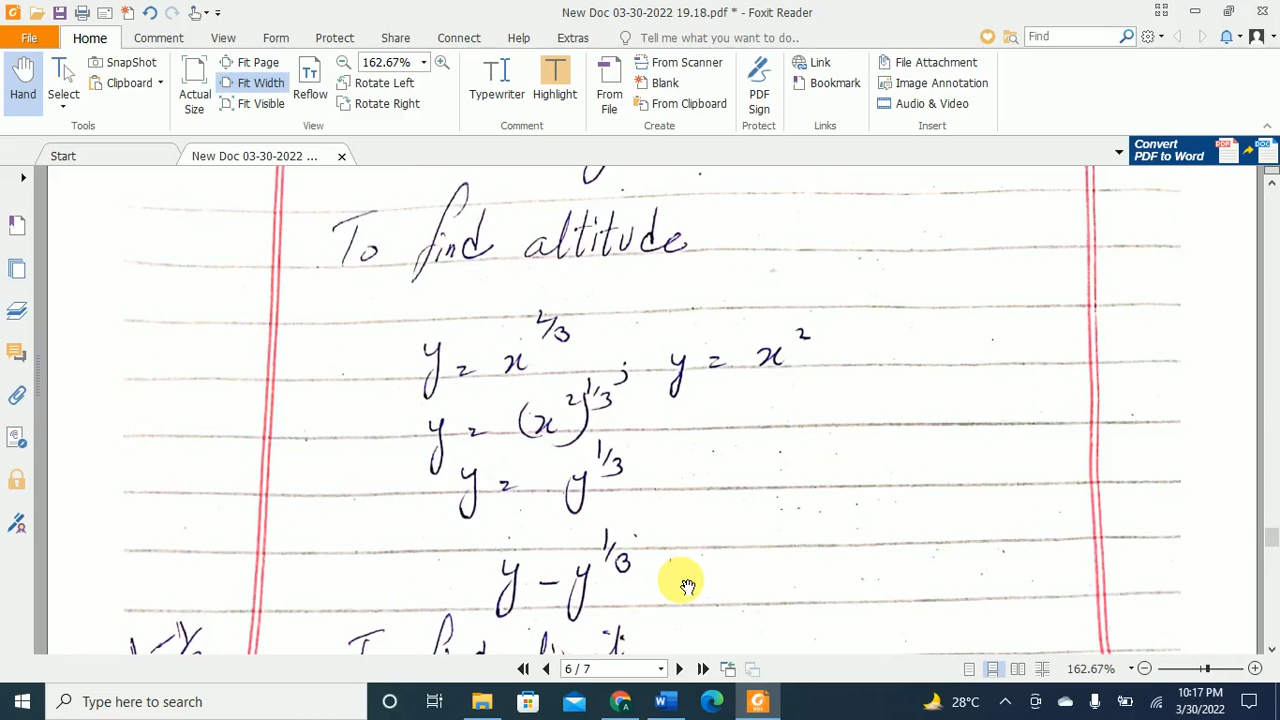 New Doc 03-30-2022 19.18.pdf * - Foxit Reader
File Home Comment View Form Protect Share Connect Help Extras Tell me what you want to do... Find
Hand
Select
SnapShot
Clipboard
Tools
Actual Size
Fit Page
Fit Width
Fit Visible
Reflow
162.67%
Rotate Left
Rotate Right
View
Typewriter
Highlight
Comment
From File
From Scanner
Blank
From Clipboard
Create
PDF Sign
Protect
Link
Bookmark
Links
File Attachment
Image Annotation
Audio & Video
Insert
Start
New Doc 03-30-2022 ...
Convert PDF to Word
To find altitude
y = x^2/3 ; y = x^2
y = (x^2)^1/3
y = y^1/3
y - y^1/3
To find limit
6 / 7
162.67%
Type here to search
28°C
10:17 PM
3/30/2022